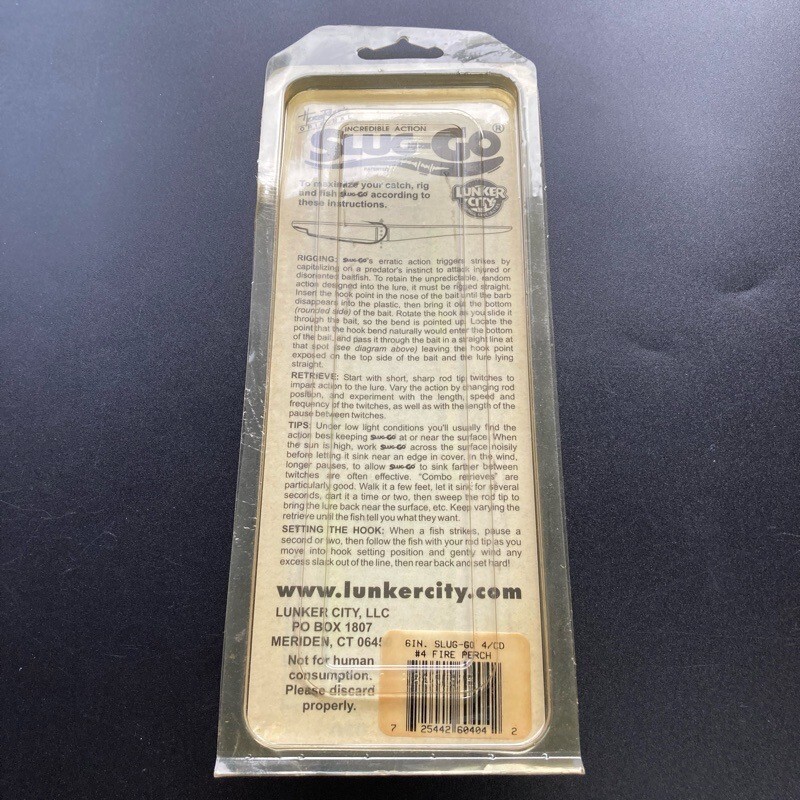 INCREDIBLE ACTION
SLUG-GO®
To maximize your catch, rig
and fish SLUG-GO® according to
these instructions.
LUNKER
CITY
RIGGING: SLUG-GO®'s erratic action triggers strikes by
capitalizing on a predator's instinct to attack injured or
disoriented baitfish. To retain the unpredictable, random
action designed into the lure, it must be rigged straight.
Insert the hook point in the nose of the bait until the barb
disappears into the plastic, then bring it out the bottom
(rounded side) of the bait. Rotate the hook as you slide it
through the bait, so the bend is pointed up. Locate the
point that the hook bend naturally would enter the bottom
of the bait, and pass it through the bait in a straight line at
that spot (see diagram above) leaving the hook point
exposed on the top side of the bait and the lure lying
straight.
RETRIEVE: Start with short, sharp rod tip twitches to
impart action to the lure. Vary the action by changing rod
position, and experiment with the length, speed and
frequency of the twitches, as well as with the length of the
pause between twitches.
TIPS: Under low light conditions you'll usually find the
action best keeping SLUG-GO® at or near the surface. When
the sun is high, work SLUG-GO® across the surface noisily
before letting it sink near an edge in cover. In the wind,
longer pauses, to allow SLUG-GO® to sink farther between
twitches are often effective. "Combo retrieves" are
particularly good. Walk it a few feet, let it sink for several
seconds, dart it a time or two, then sweep the rod tip to
bring the lure back near the surface, etc. Keep varying the
retrieve until the fish tell you what they want.
SETTING THE HOOK: When a fish strikes, pause a
second or two, then follow the fish with your rod tip as you
move into hook setting position and gently wind any
excess slack out of the line, then rear back and set hard!
www.lunkercity.com
LUNKER CITY, LLC
PO BOX 1807
MERIDEN, CT 0645
Not for human
consumption.
Please discard
properly.
6IN. SLUG-GO 4/CD
#4 FIRE PERCH
7 25442 60404 2